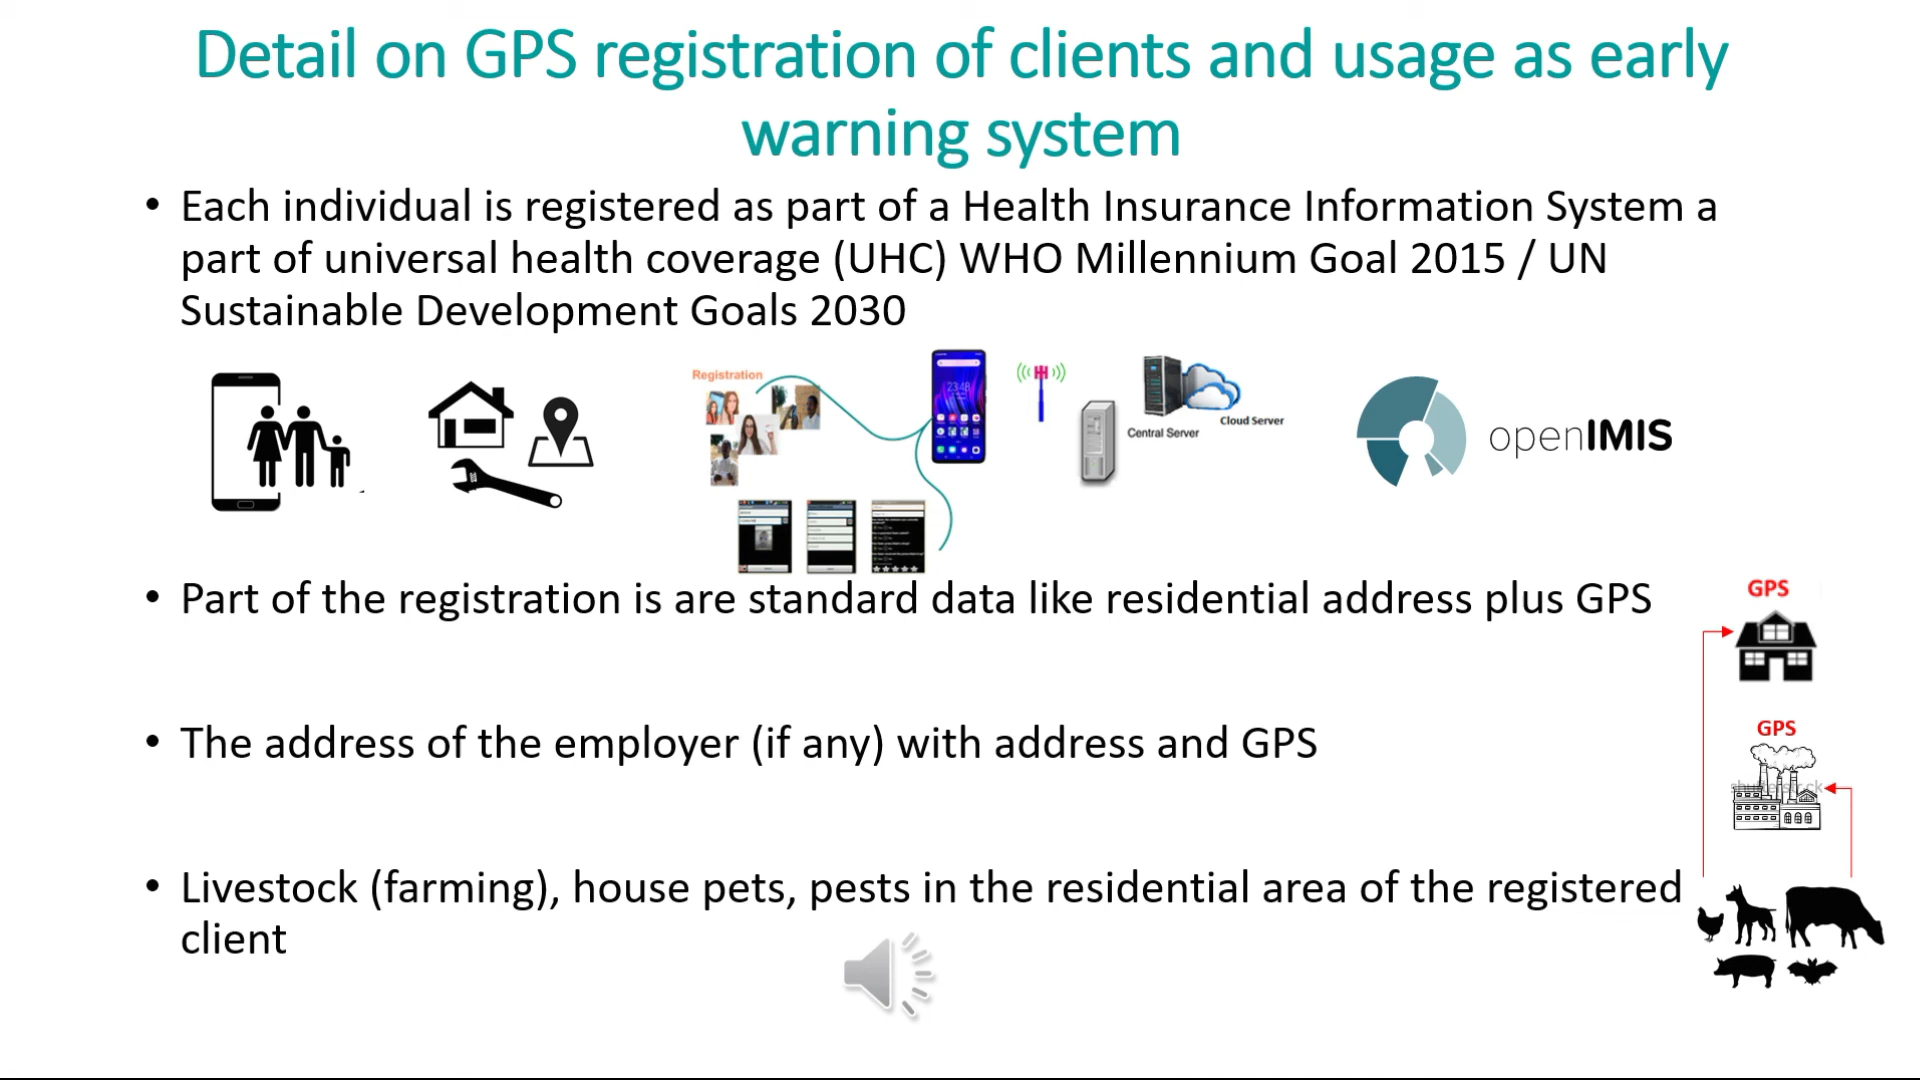 Detail on GPS registration of clients and usage as early
warning system
• Each individual is registered as part of a Health Insurance Information System a
part of universal health coverage (UHC) WHO Millennium Goal 2015 / UN
Sustainable Development Goals 2030
Registration
23:48
Central Server
Cloud Server
openIMIS
• Part of the registration is are standard data like residential address plus GPS
GPS
• The address of the employer (if any) with address and GPS
GPS
• Livestock (farming), house pets, pests in the residential area of the registered
client